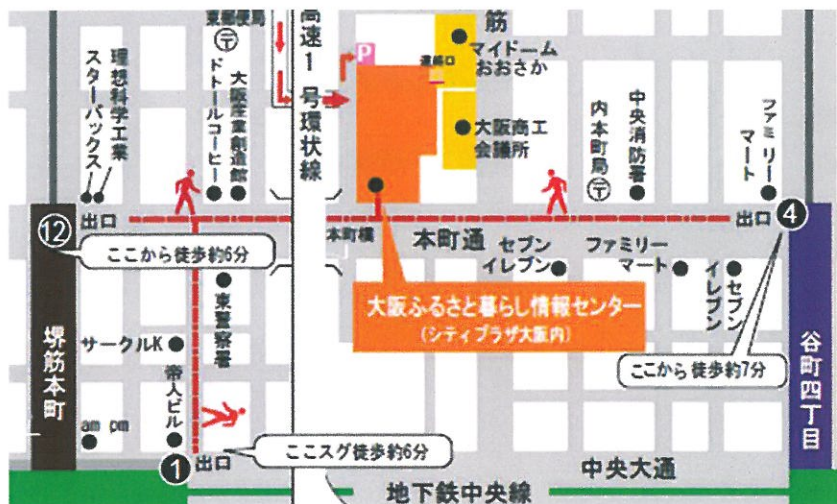 東郵便局
〒
ドトールコーヒー
大阪産業創造館
理想科学工業
スターバックス
高速1号環状線
筋
P
連絡口
マイドーム
おおさか
大阪商工
会議所
内本町局
〒
中央消防署
ファミリー
マート
⑫
出口
ここから徒歩約6分
本町橋
本町通
出口
④
セブン
イレブン
ファミリー
マート
セブン
イレブン
大阪ふるさと暮らし情報センター
(シティプラザ大阪内)
ここから徒歩約7分
東警察署
サークルK
帝人ビル
am pm
堺筋本町
谷町四丁目
①
出口
ここスグ徒歩約6分
中央大通
地下鉄中央線